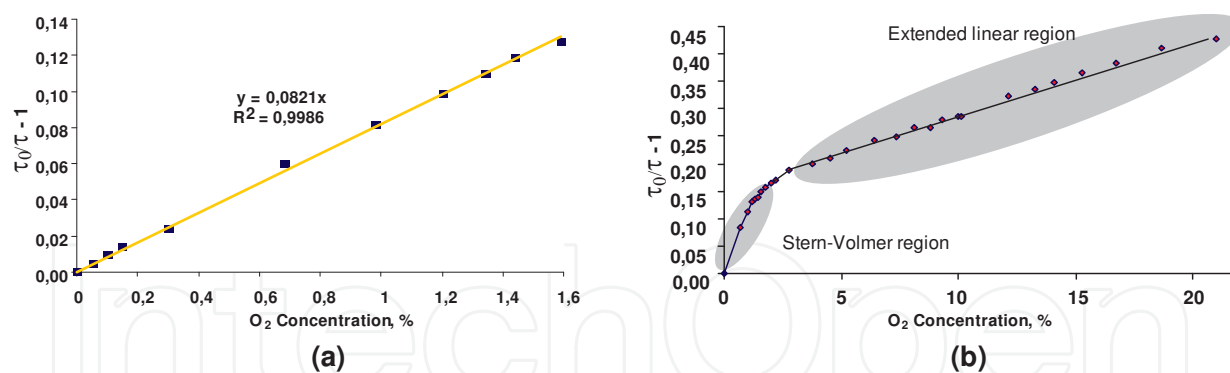 (a)
0,14
0,12
0,10
0,08
0,06
0,04
0,02
0,00
τ₀/τ - 1
y = 0,0821x
R² = 0,9986
0 0,2 0,4 0,6 0,8 1 1,2 1,4 1,6
O₂ Concentration, %
(a)
b)
0,45
0,40
0,35
0,30
0,25
0,20
0,15
0,10
0,05
0,00
τ₀/τ - 1
Extended linear region
Stern-Volmer region
0 5 10 15 20
O₂ Concentration, %
(b)
IntechOpen